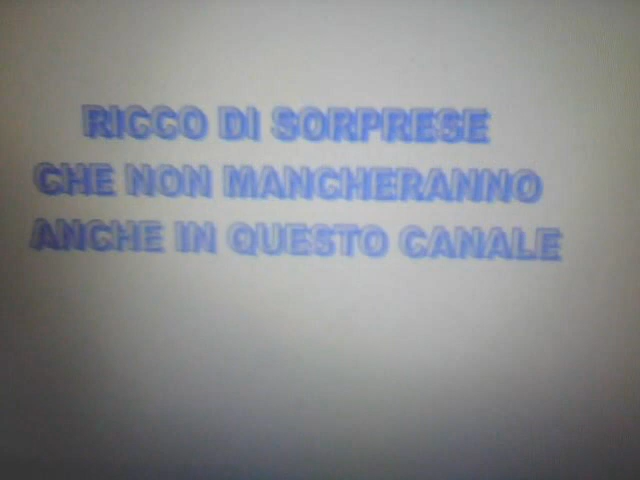 RICCO DI SORPRESE
CHE NON MANCHERANNO
ANCHE IN QUESTO CANALE